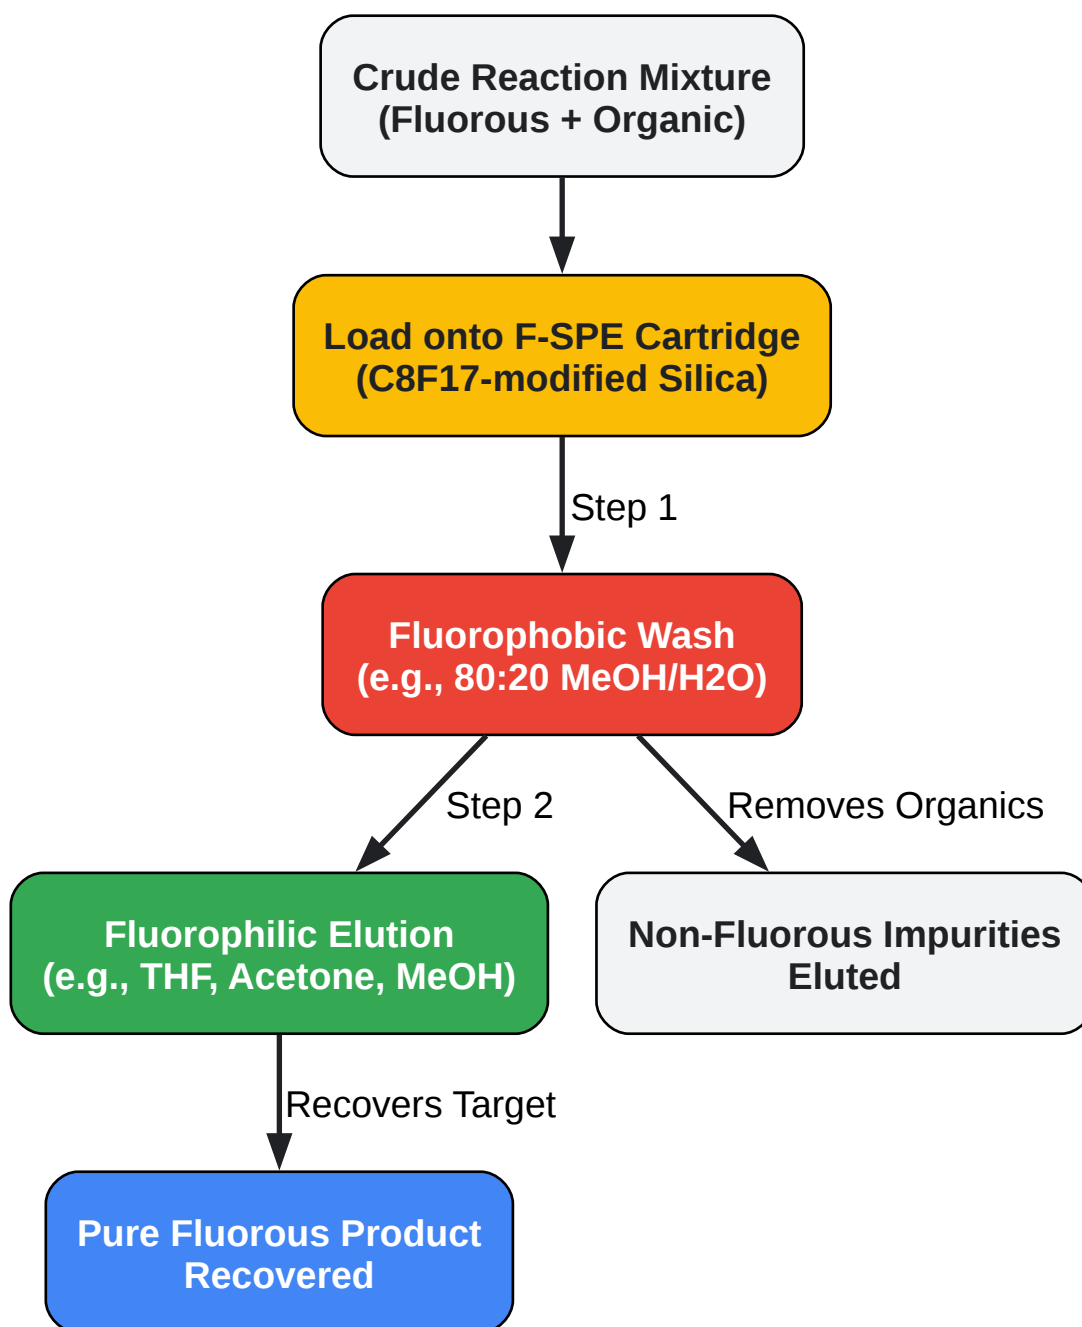 Crude Reaction Mixture
(Fluorous + Organic)
Load onto F-SPE Cartridge
(C8F17-modified Silica)
Step 1
Fluorophobic Wash
(e.g., 80:20 MeOH/H2O)
Step 2
Removes Organics
Fluorophilic Elution
(e.g., THF, Acetone, MeOH)
Non-Fluorous Impurities
Eluted
Recovers Target
Pure Fluorous Product
Recovered